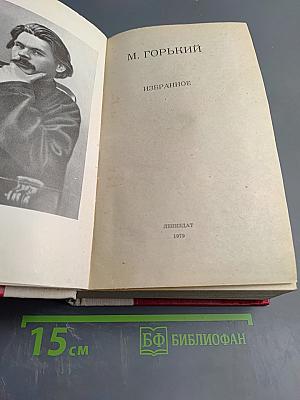 М. ГОРЬКИЙ
ИЗБРАННОЕ
ЛЕНИЗДАТ
1979
15 см
БФ БИБЛИОФАН